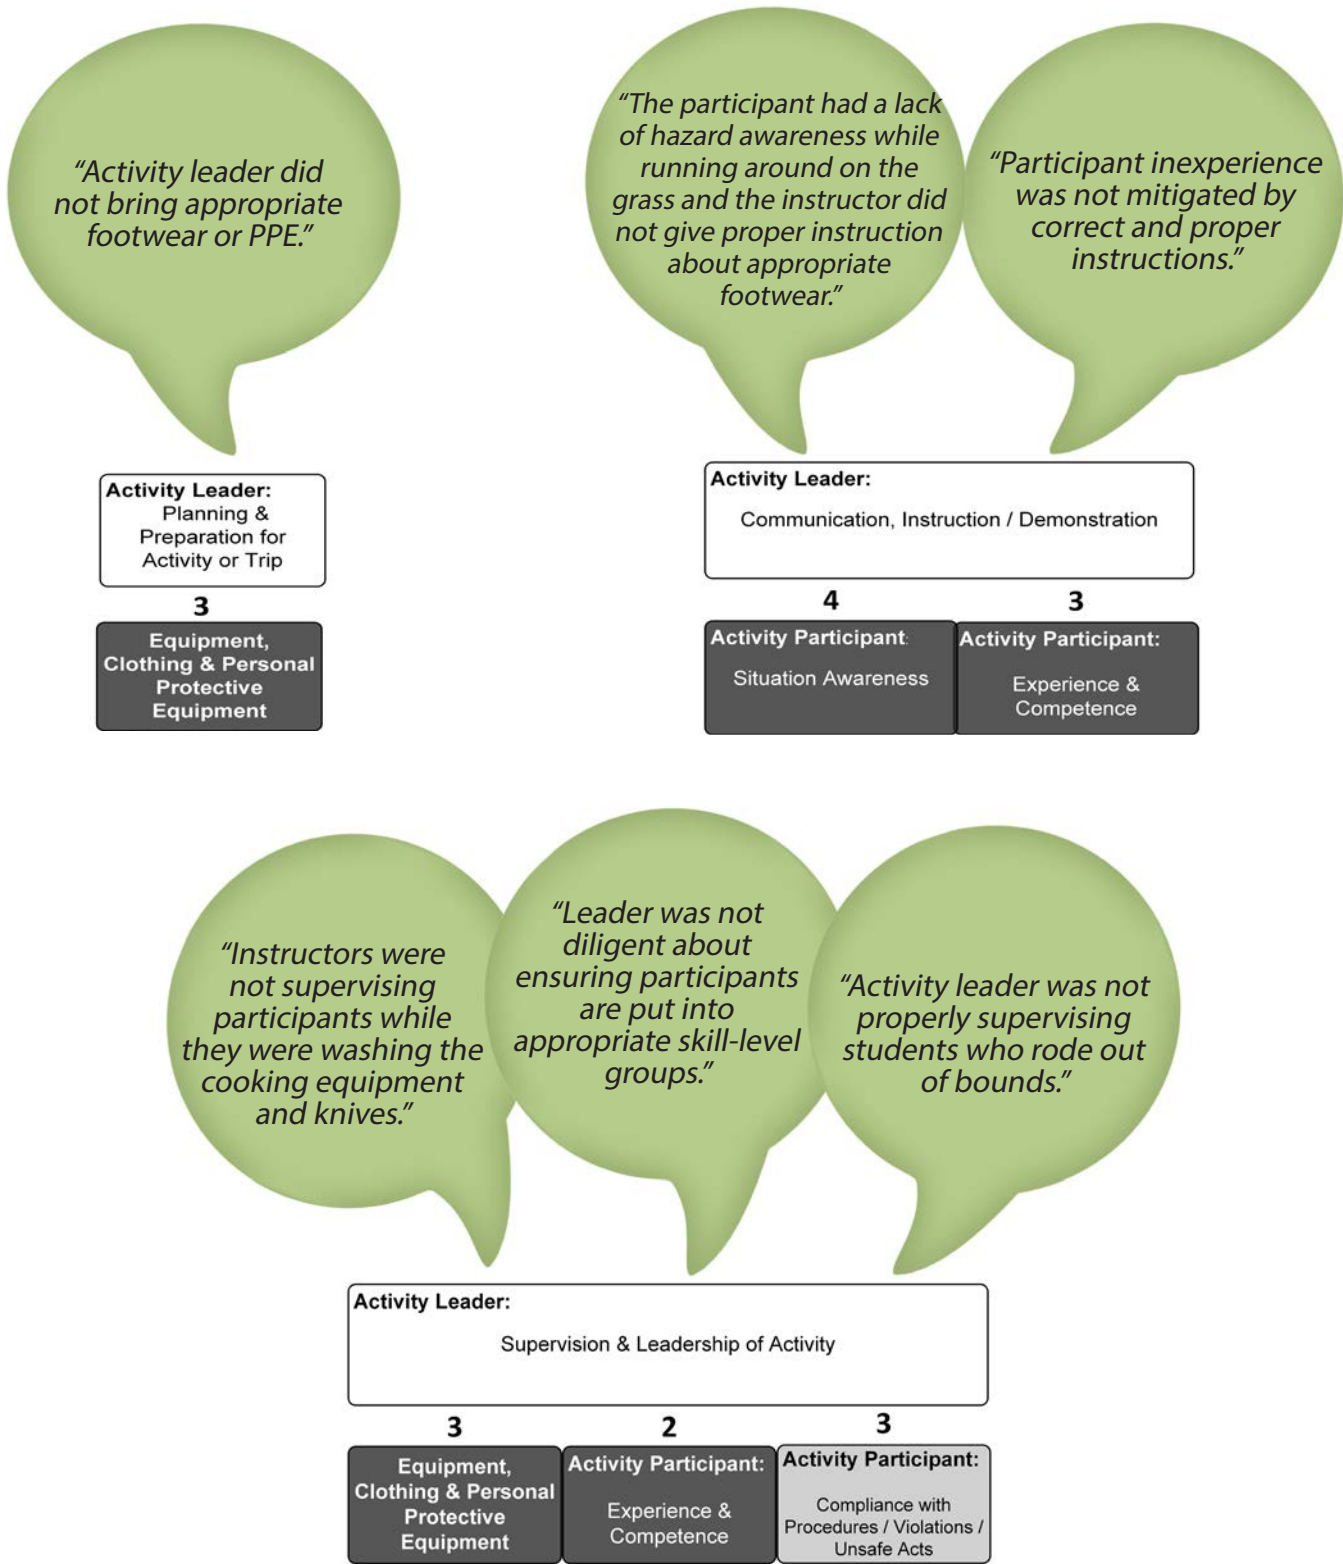 “Activity leader did
not bring appropriate
footwear or PPE.”
“The participant had a lack
of hazard awareness while
running around on the
grass and the instructor did
not give proper instruction
about appropriate
footwear.”
“Participant inexperience
was not mitigated by
correct and proper
instructions.”
Activity Leader:
Planning &
Preparation for
Activity or Trip
3
Equipment,
Clothing & Personal
Protective
Equipment
Activity Leader:
Communication, Instruction / Demonstration
4
Activity Participant:
Situation Awareness
3
Activity Participant:
Experience &
Competence
“Instructors were
not supervising
participants while
they were washing the
cooking equipment
and knives.”
“Leader was not
diligent about
ensuring participants
are put into
appropriate skill-level
groups.”
“Activity leader was not
properly supervising
students who rode out
of bounds.”
Activity Leader:
Supervision & Leadership of Activity
3
Equipment,
Clothing & Personal
Protective
Equipment
2
Activity Participant:
Experience &
Competence
3
Activity Participant:
Compliance with
Procedures / Violations /
Unsafe Acts